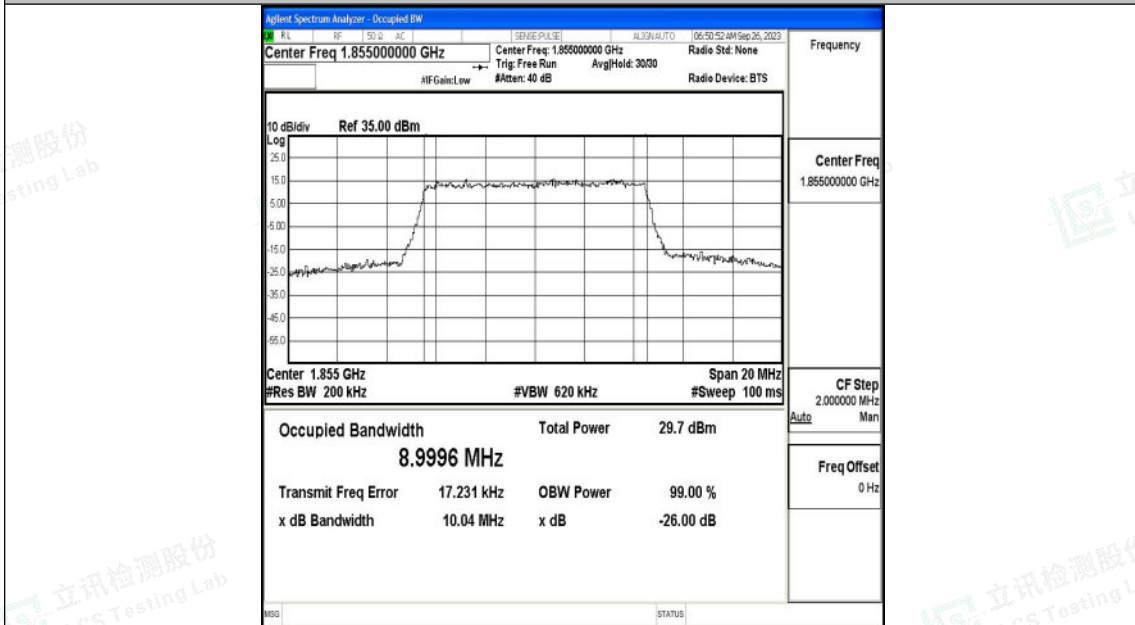 Agilent Spectrum Analyzer - Occupied BW
RL RF 50 Ω AC SENSE:PULSE ALIGNAUTO 06:50:52 AM Sep 26, 2023
Center Freq 1.855000000 GHz
Center Freq: 1.855000000 GHz
Radio Std: None
Trig: Free Run Avg|Hold: 30/30
#IFGain:Low #Atten: 40 dB Radio Device: BTS
10 dB/div Ref 35.00 dBm
Log
25.0
15.0
5.00
-5.00
-15.0
-25.0
-35.0
-45.0
-55.0
Center 1.855 GHz Span 20 MHz
#Res BW 200 kHz #VBW 620 kHz #Sweep 100 ms
Occupied Bandwidth Total Power 29.7 dBm
8.9996 MHz
Transmit Freq Error 17.231 kHz OBW Power 99.00 %
x dB Bandwidth 10.04 MHz x dB -26.00 dB
MSG STATUS
Frequency
Center Freq
1.855000000 GHz
CF Step
2.000000 MHz
Auto Man
Freq Offset
0 Hz
测股份
sting Lab
立讯检测股份
CS Testing Lab
立讯检测股份
CS Testing L
立